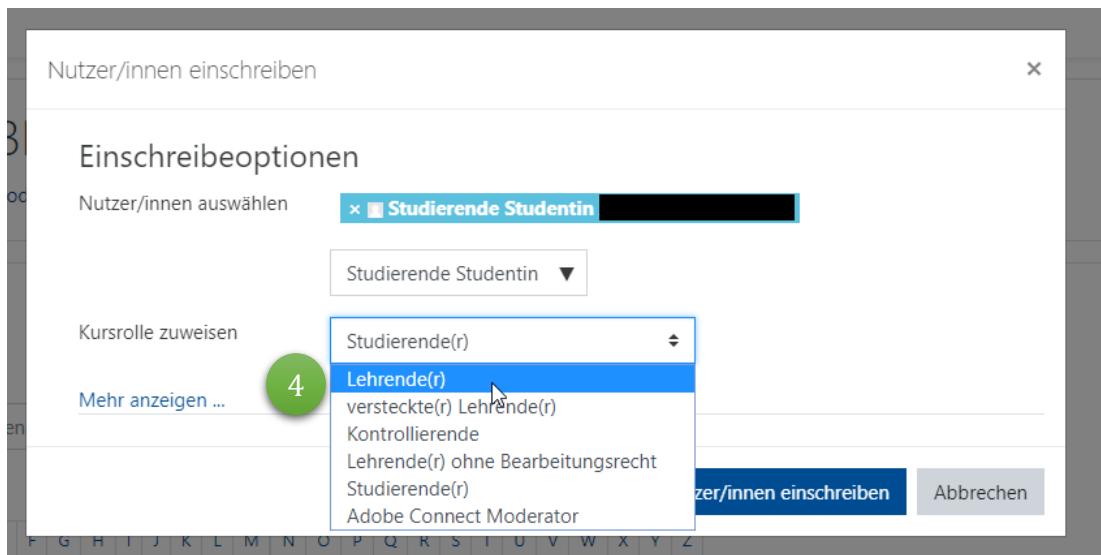 Nutzer/innen einschreiben ×
Einschreibeoptionen
Nutzer/innen auswählen
× Studierende Studentin
Studierende Studentin ▼
Kursrolle zuweisen
Studierende(r)
4
Lehrende(r)
Mehr anzeigen ...
versteckte(r) Lehrende(r)
Kontrollierende
Lehrende(r) ohne Bearbeitungsrecht
Studierende(r)
Adobe Connect Moderator
zer/innen einschreiben
Abbrechen
F G H I J K L M N O P Q R S T U V W X Y Z